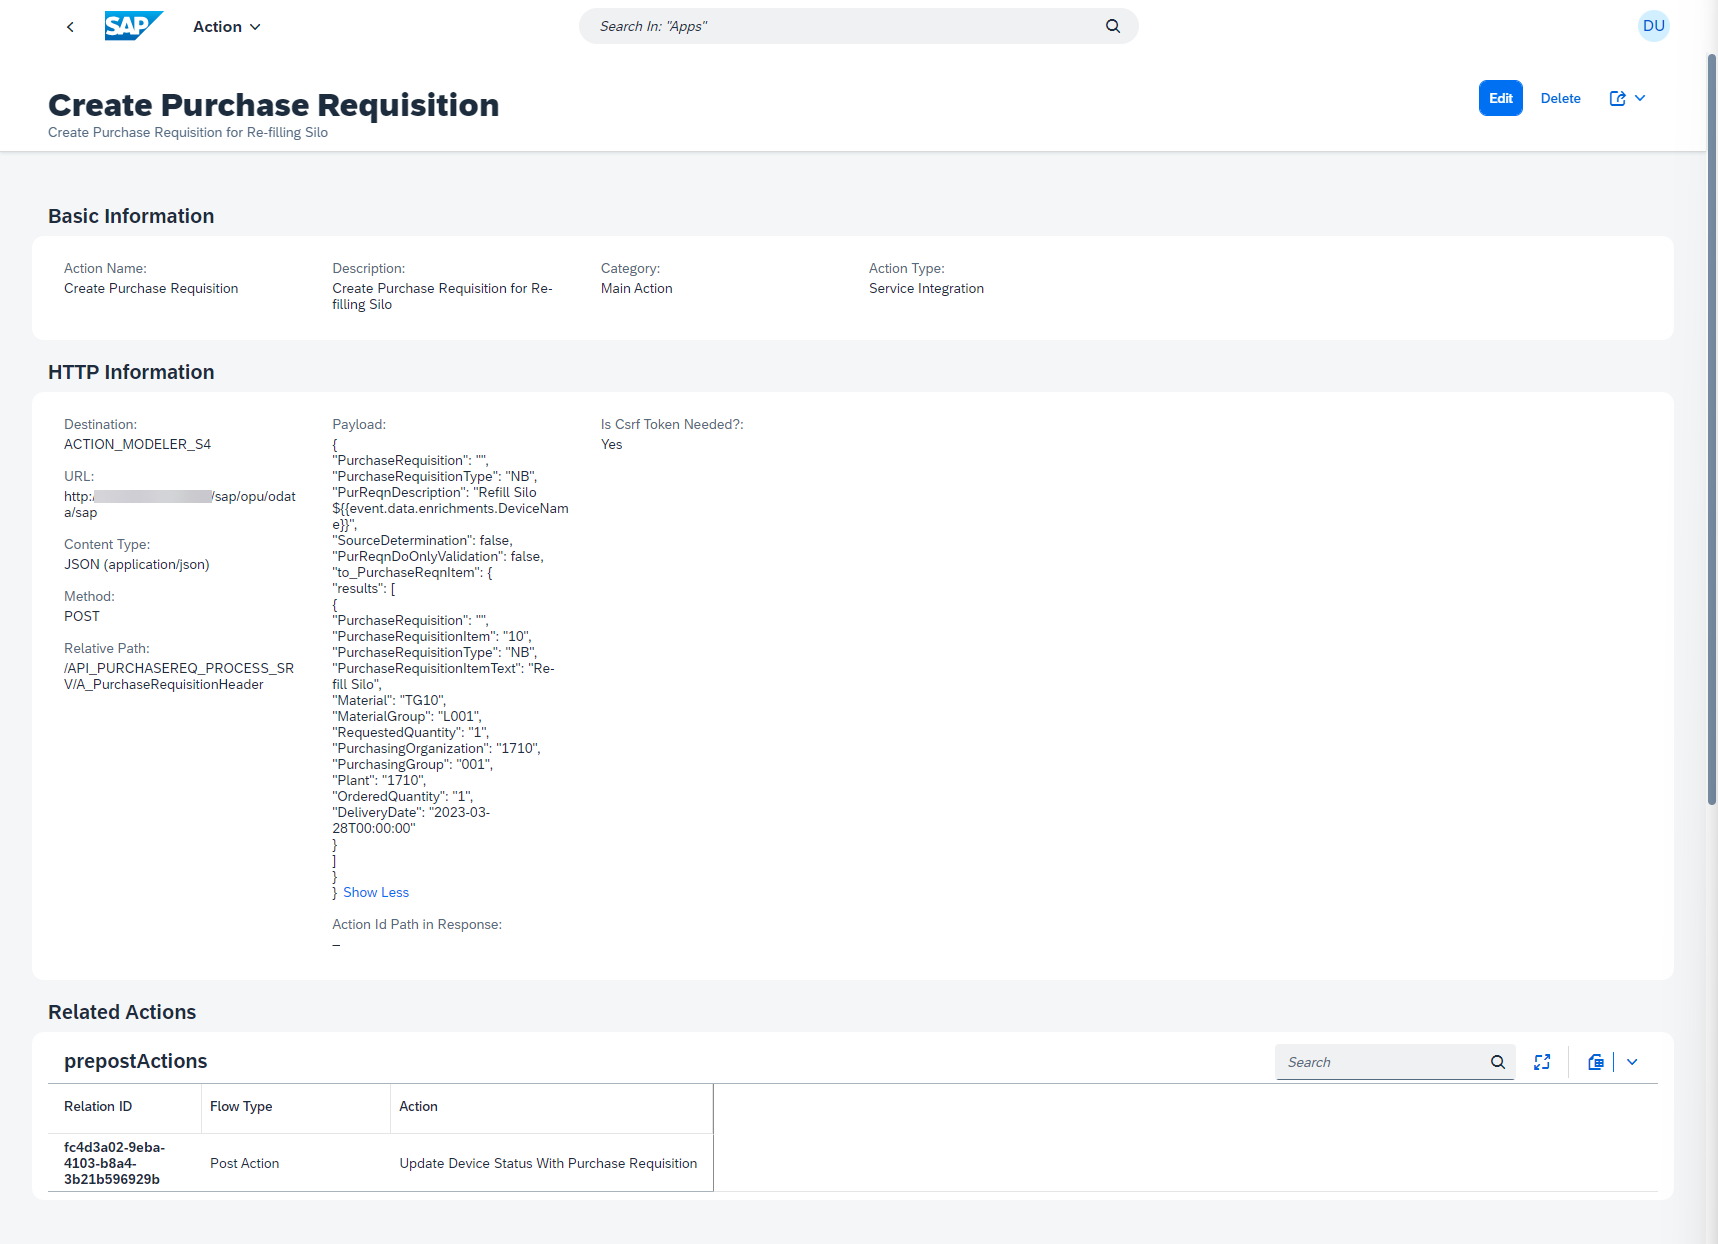 SAP
Action
Search In: "Apps"
DU
Create Purchase Requisition
Create Purchase Requisition for Re-filling Silo
Edit
Delete
Basic Information
Action Name:
Create Purchase Requisition
Description:
Create Purchase Requisition for Re-
filling Silo
Category:
Main Action
Action Type:
Service Integration
HTTP Information
Destination:
ACTION_MODELER_S4
URL:
http:/ /sap/opu/odat
a/sap
Content Type:
JSON (application/json)
Method:
POST
Relative Path:
/API_PURCHASEREQ_PROCESS_SR
V/A_PurchaseRequisitionHeader
Payload:
{
"PurchaseRequisition": "",
"PurchaseRequisitionType": "NB",
"PurReqnDescription": "Refill Silo
${{event.data.enrichments.DeviceNam
e}}",
"SourceDetermination": false,
"PurReqnDoOnlyValidation": false,
"to_PurchaseReqnItem": {
"results": [
{
"PurchaseRequisition": "",
"PurchaseRequisitionItem": "10",
"PurchaseRequisitionType": "NB",
"PurchaseRequisitionItemText": "Re-
fill Silo",
"Material": "TG10",
"MaterialGroup": "L001",
"RequestedQuantity": "1",
"PurchasingOrganization": "1710",
"PurchasingGroup": "001",
"Plant": "1710",
"OrderedQuantity": "1",
"DeliveryDate": "2023-03-
28T00:00:00"
}
]
}
} Show Less
Action Id Path in Response:
–
Is Csrf Token Needed?:
Yes
Related Actions
prepostActions
Search
Relation ID
Flow Type
Action
fc4d3a02-9eba-
4103-b8a4-
3b21b596929b
Post Action
Update Device Status With Purchase Requisition